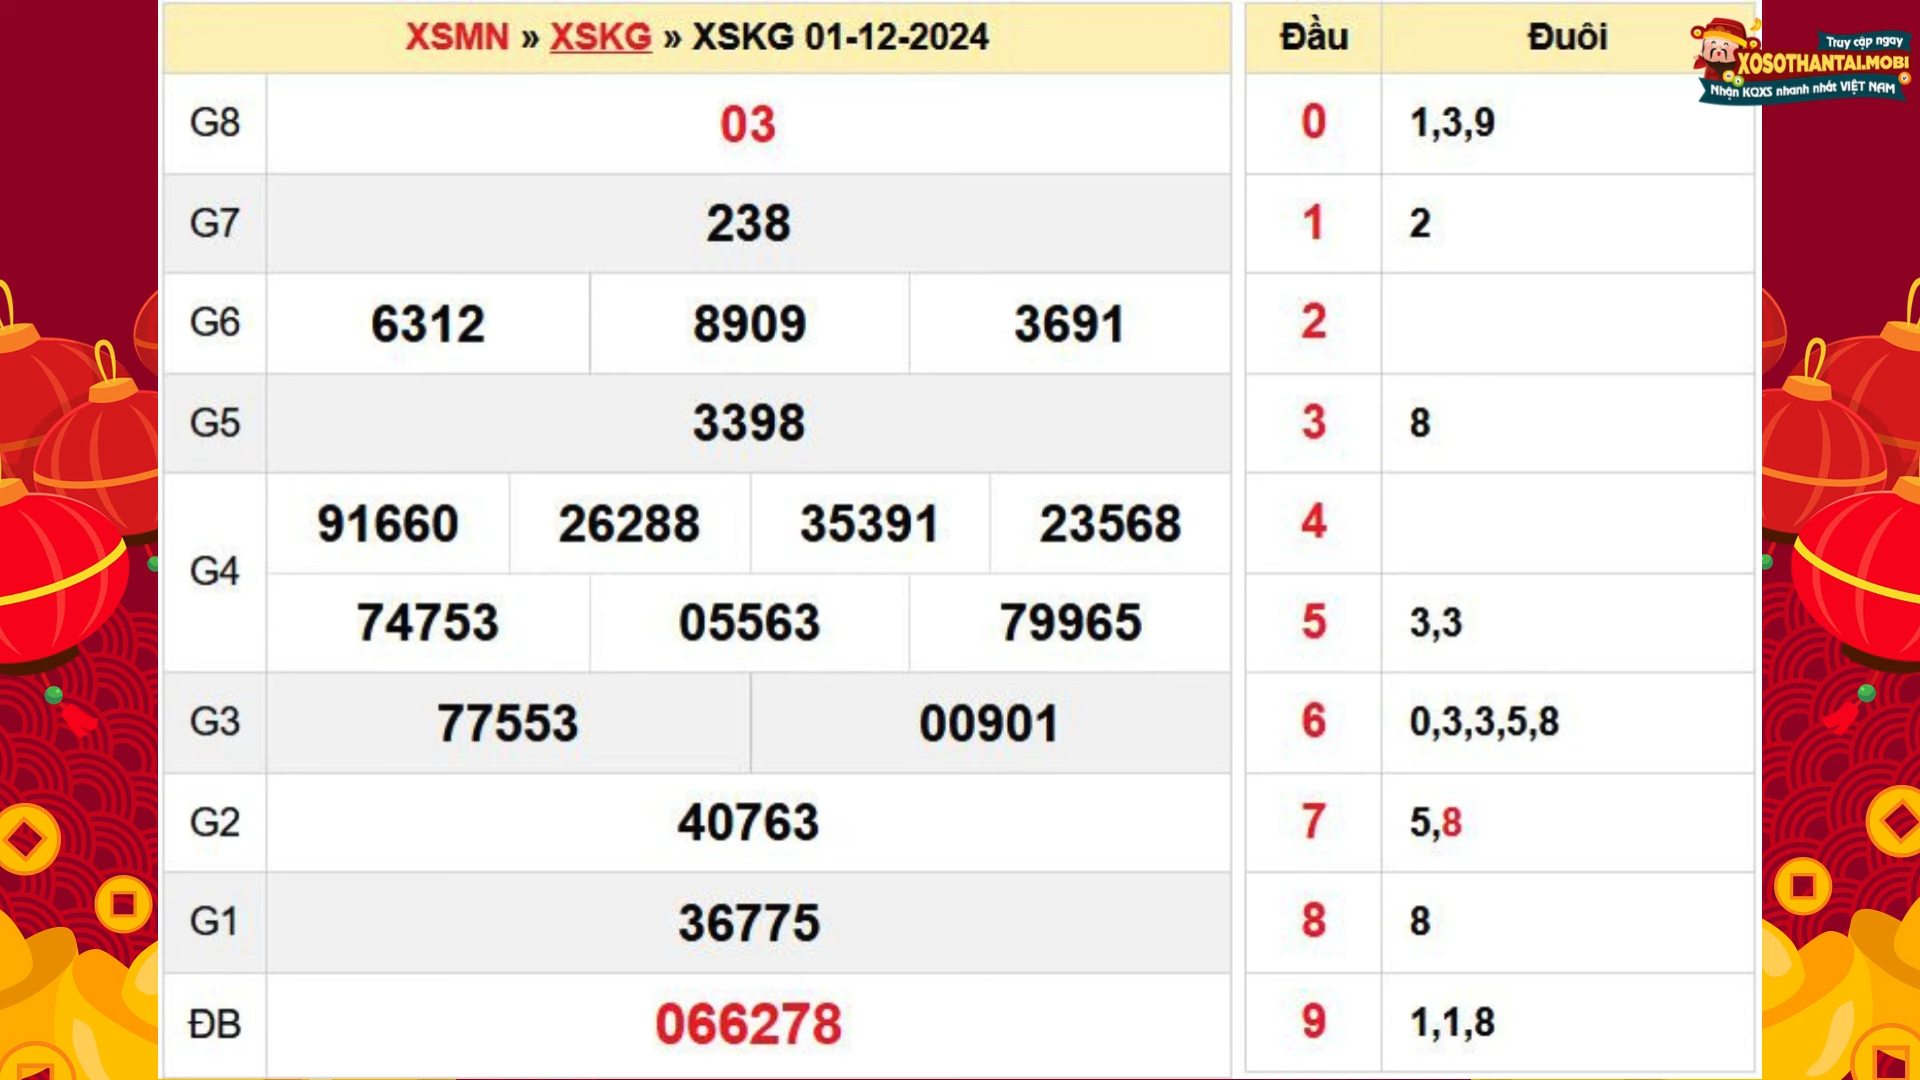 XSMN » XSKG » XSKG 01-12-2024
G8 03
G7 238
G6 6312 8909 3691
G5 3398
G4 91660 26288 35391 23568
74753 05563 79965
G3 77553 00901
G2 40763
G1 36775
ĐB 066278
Đầu Đuôi
0 1,3,9
1 2
2
3 8
4
5 3,3
6 0,3,3,5,8
7 5,8
8 8
9 1,1,8
Truy cập ngay
XOSOTHANTAI.MOBI
Nhận KQXS nhanh nhất VIỆT NAM